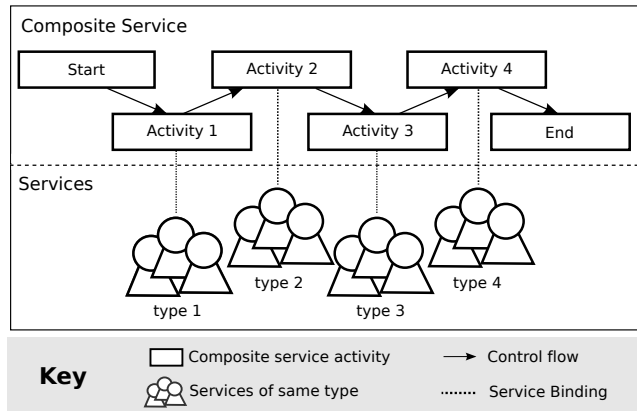 Composite Service
Start
Activity 2
Activity 4
Activity 1
Activity 3
End
Services
type 1
type 2
type 3
type 4
Key
Composite service activity
Control flow
Services of same type
Service Binding